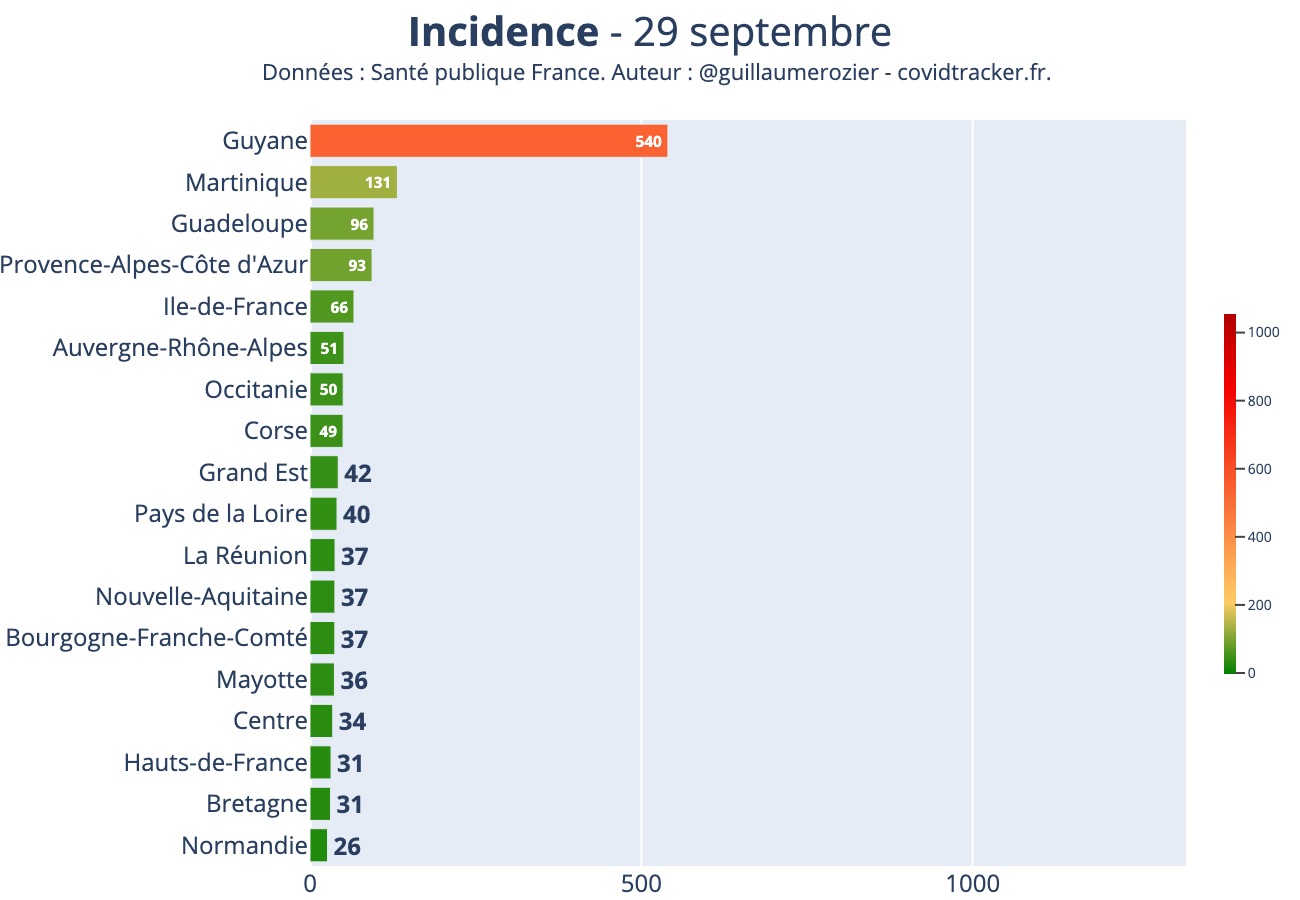 Incidence - 29 septembre
Données : Santé publique France. Auteur : @guillaumerozier - covidtracker.fr.
Guyane 540
Martinique 131
Guadeloupe 96
Provence-Alpes-Côte d'Azur 93
Ile-de-France 66
Auvergne-Rhône-Alpes 51
Occitanie 50
Corse 49
Grand Est 42
Pays de la Loire 40
La Réunion 37
Nouvelle-Aquitaine 37
Bourgogne-Franche-Comté 37
Mayotte 36
Centre 34
Hauts-de-France 31
Bretagne 31
Normandie 26
0 500 1000
1000
800
600
400
200
0